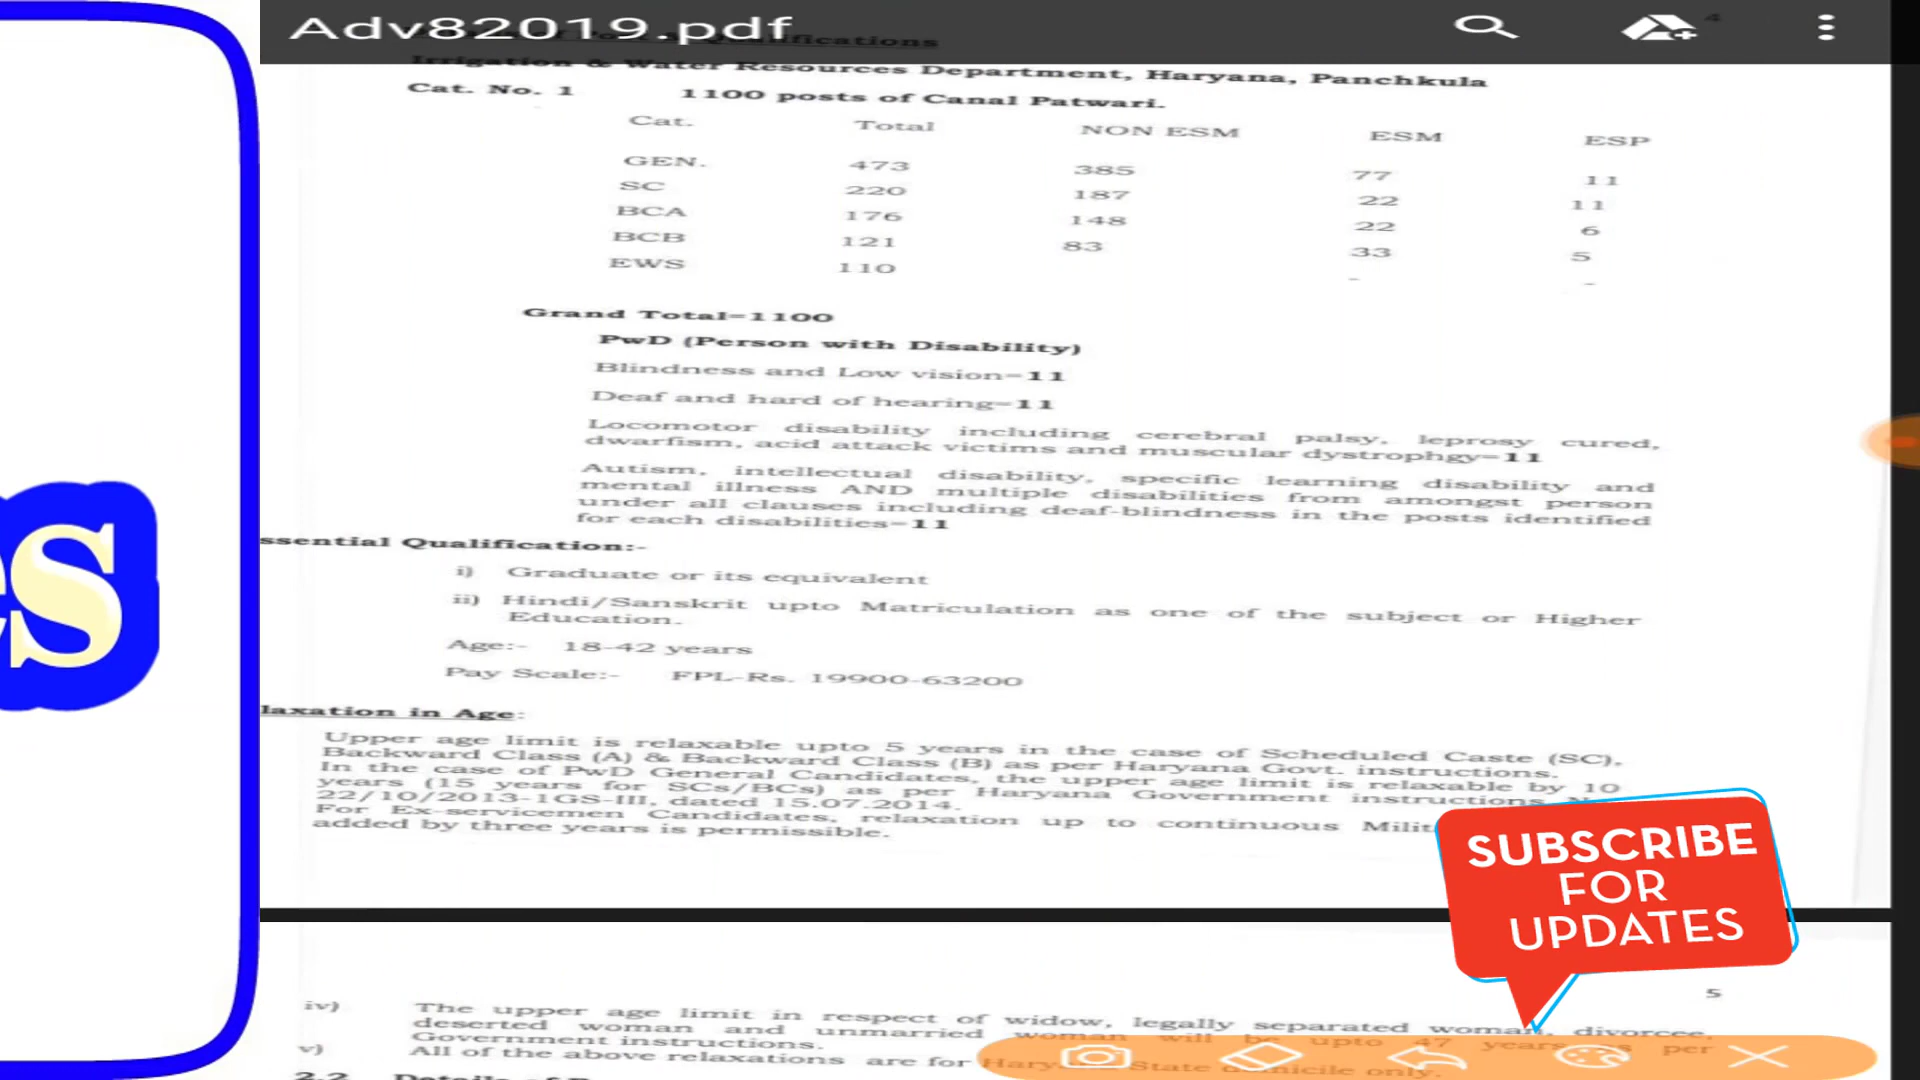 Adv82019.pdf
4
Qualifications
Irrigation & Water Resources Department, Haryana, Panchkula
Cat. No. 1 1100 posts of Canal Patwari.
Cat. Total NON ESM ESM ESP
GEN. 473 385 77 11
SC 220 187 22 11
BCA 176 148 22 6
BCB 121 83 33 5
EWS 110 - -
Grand Total=1100
PwD (Person with Disability)
Blindness and Low vision=11
Deaf and hard of hearing=11
Locomotor disability including cerebral palsy, leprosy cured,
dwarfism, acid attack victims and muscular dystrophgy=11
Autism, intellectual disability, specific learning disability and
mental illness AND multiple disabilities from amongst person
under all clauses including deaf-blindness in the posts identified
for each disabilities=11
ssential Qualification:-
i) Graduate or its equivalent
ii) Hindi/Sanskrit upto Matriculation as one of the subject or Higher
Education.
Age:- 18-42 years
Pay Scale:- FPL-Rs. 19900-63200
laxation in Age:
Upper age limit is relaxable upto 5 years in the case of Scheduled Caste (SC),
Backward Class (A) & Backward Class (B) as per Haryana Govt. instructions.
In the case of PwD General Candidates, the upper age limit is relaxable by 10
years (15 years for SCs/BCs) as per Haryana Government instructions
22/10/2013-1GS-III, dated 15.07.2014.
For Ex-servicemen Candidates, relaxation up to continuous Milit
added by three years is permissible.
SUBSCRIBE
FOR
UPDATES
5
iv) The upper age limit in respect of widow, legally separated woman, divorcee,
deserted woman and unmarried woman will be upto 47 years as per
Government instructions.
v) All of the above relaxations are for Haryana State domicile only.
2.2 Details of
es